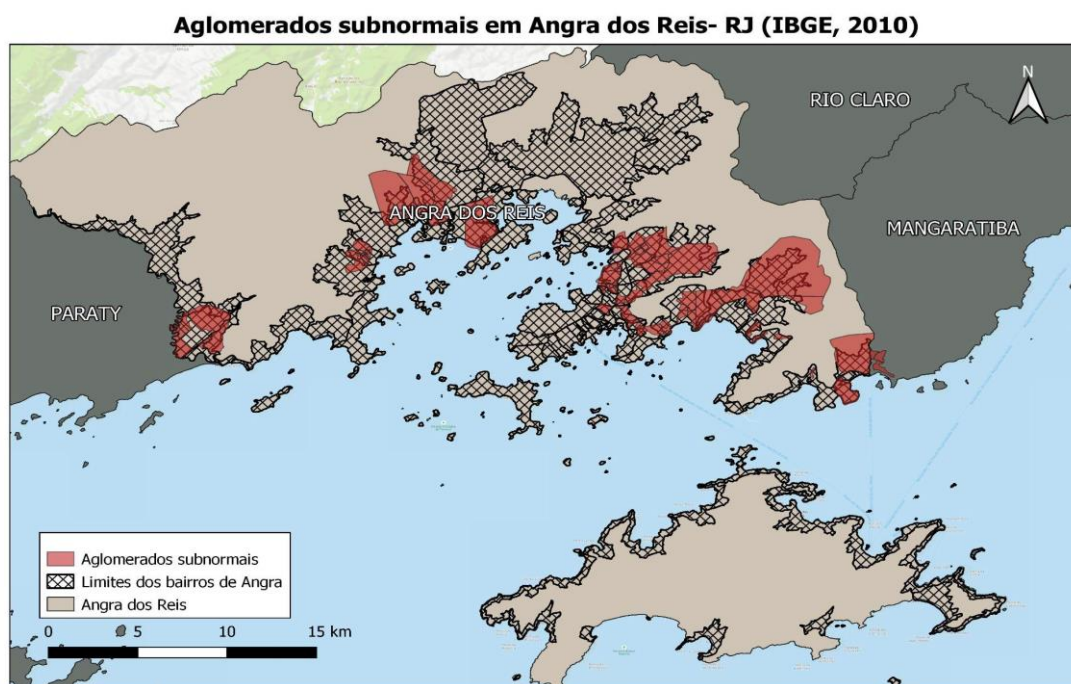 Aglomerados subnormais em Angra dos Reis- RJ (IBGE, 2010)
N
RIO CLARO
ANGRA DOS REIS
MANGARATIBA
PARATY
Aglomerados subnormais
Limites dos bairros de Angra
Angra dos Reis
0 5 10 15 km